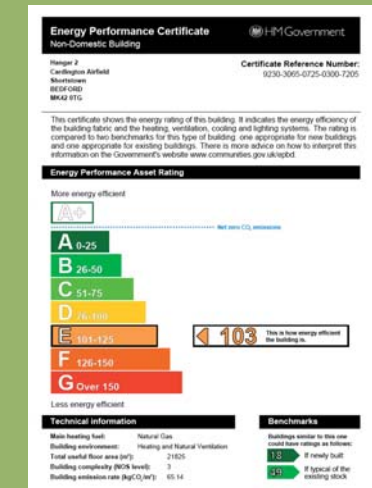 Energy Performance Certificate
Non-Domestic Building
HM Government
Hangar 2
Cardington Airfield
Shortstown
BEDFORD
MK42 0TG
Certificate Reference Number:
9230-3065-0725-0300-7205
This certificate shows the energy rating of this building. It indicates the energy efficiency of
the building fabric and the heating, ventilation, cooling and lighting systems. The rating is
compared to two benchmarks for this type of building: one appropriate for new buildings
and one appropriate for existing buildings. There is more advice on how to interpret this
information on the Government's website www.communities.gov.uk/epbd.
Energy Performance Asset Rating
More energy efficient
A+
Net zero CO₂ emissions
A 0-25
B 26-50
C 51-75
D 76-100
E 101-125
103 This is how energy efficient
the building is.
F 126-150
G Over 150
Less energy efficient
Technical information
Main heating fuel: Natural Gas
Building environment: Heating and Natural Ventilation
Total useful floor area (m²): 21825
Building complexity (NOS level): 3
Building emission rate (kgCO₂/m²): 65.14
Benchmarks
Buildings similar to this one
could have ratings as follows:
18 If newly built
49 If typical of the
existing stock